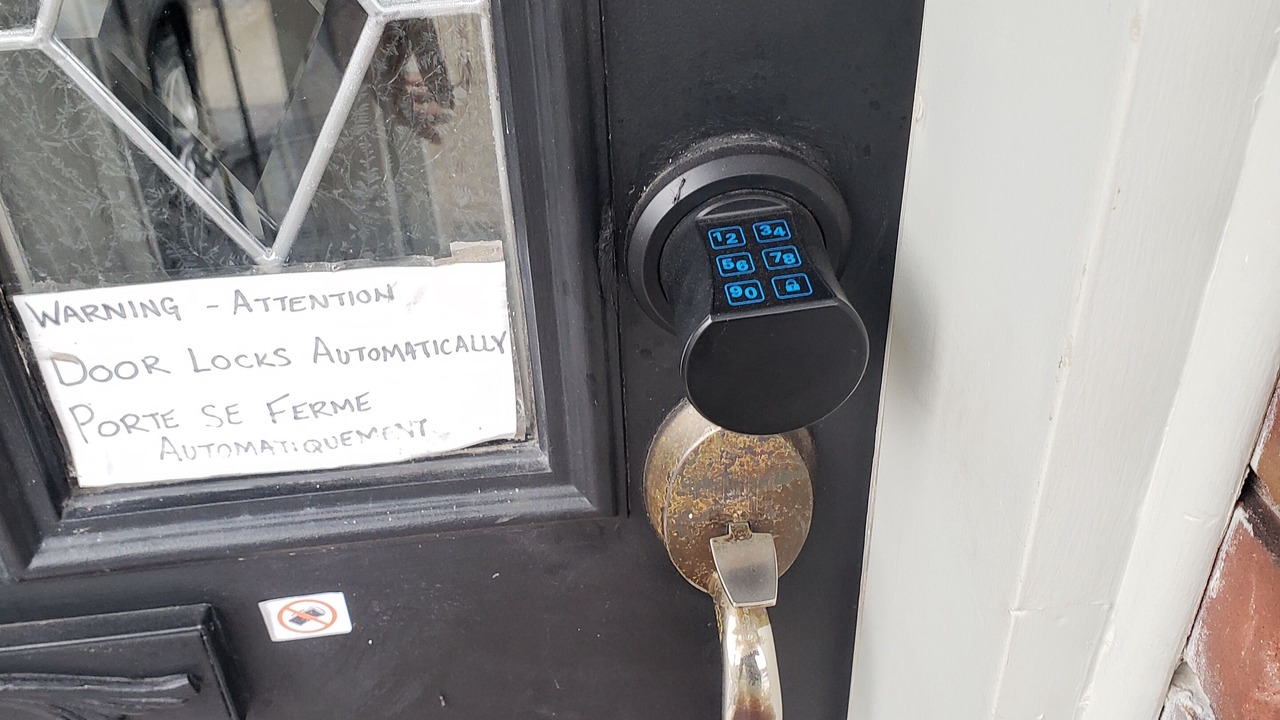 WARNING - ATTENTION
DOOR LOCKS AUTOMATICALLY
PORTE SE FERME
AUTOMATIQUEMENT
12 34
56 78
90